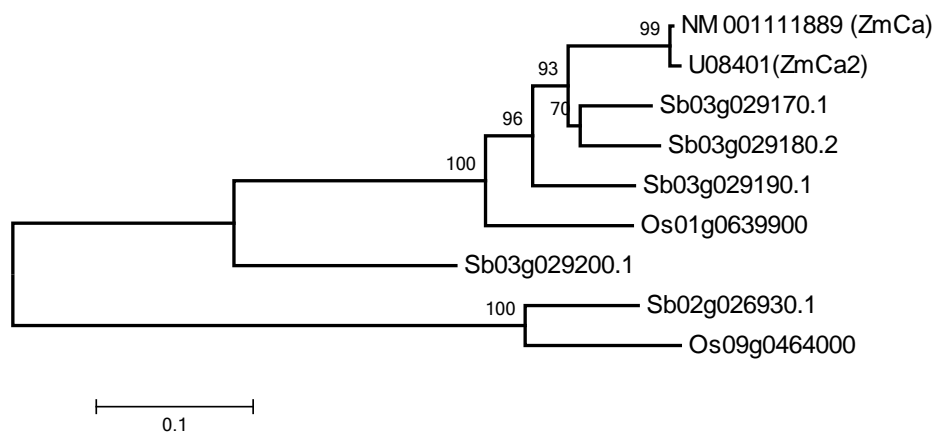 99 NM 001111889 (ZmCa)
U08401(ZmCa2)
93
70 Sb03g029170.1
Sb03g029180.2
96
Sb03g029190.1
100
Os01g0639900
Sb03g029200.1
100 Sb02g026930.1
Os09g0464000
0.1